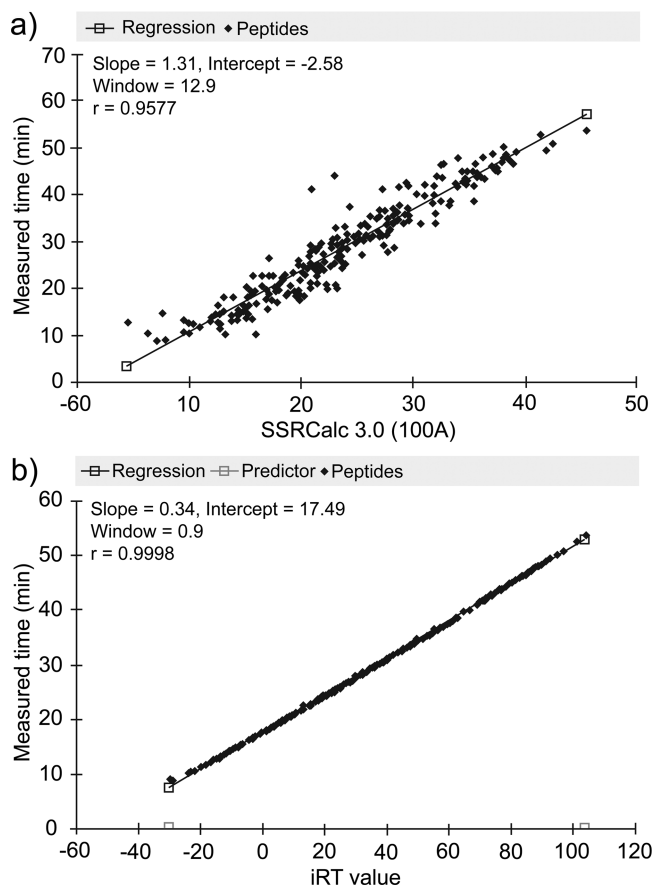 a)
Regression Peptides
Slope = 1.31, Intercept = -2.58
Window = 12.9
r = 0.9577
70
60
50
40
30
20
10
0
Measured time (min)
-60 10 20 30 40 50
SSRCalc 3.0 (100A)
b)
Regression Predictor Peptides
Slope = 0.34, Intercept = 17.49
Window = 0.9
r = 0.9998
60
50
40
30
20
10
0
Measured time (min)
-60 -40 -20 0 20 40 60 80 100 120
iRT value